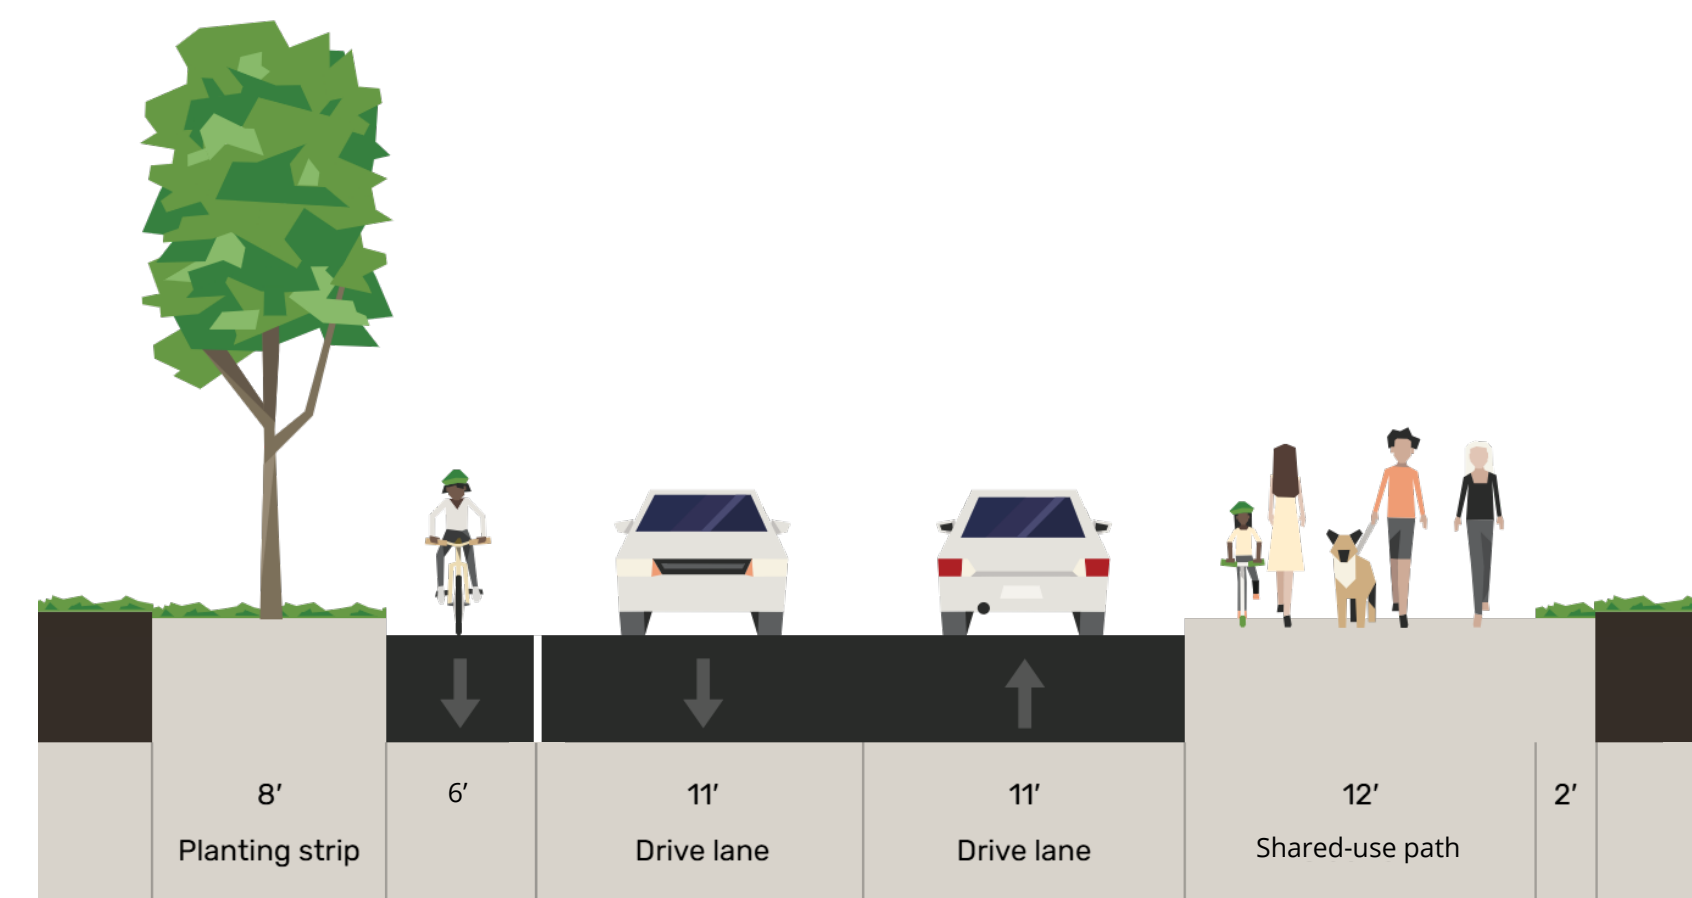 8′
6’
11′
11′
12′
2′
Planting strip
Drive lane
Drive lane
Shared-use path